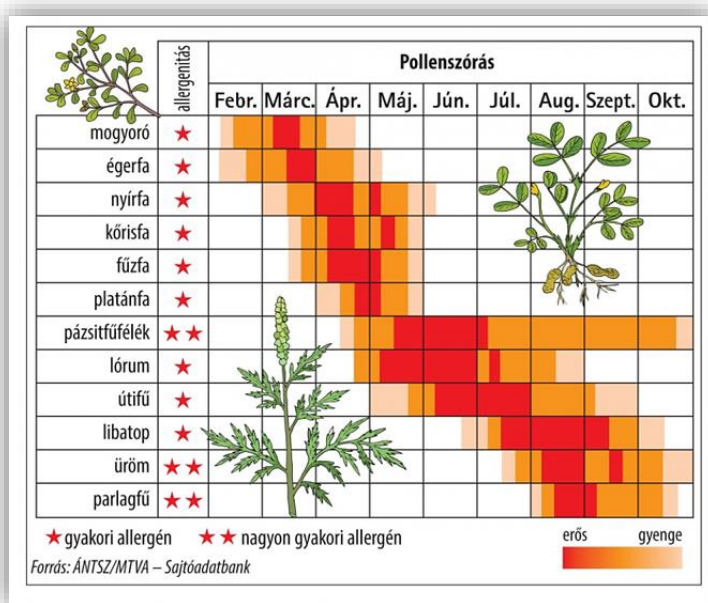 allergenitás
Pollenszórás
Febr. Márc. Ápr. Máj. Jún. Júl. Aug. Szept. Okt.
mogyoró
égerfa
nyírfa
kőrisfa
fűzfa
platánfa
pázsitfűfélék
lórum
útifű
libatop
üröm
parlagfű
gyakori allergén nagyon gyakori allergén
erős gyenge
Forrás: ÁNTSZ/MTVA – Sajtóadatbank